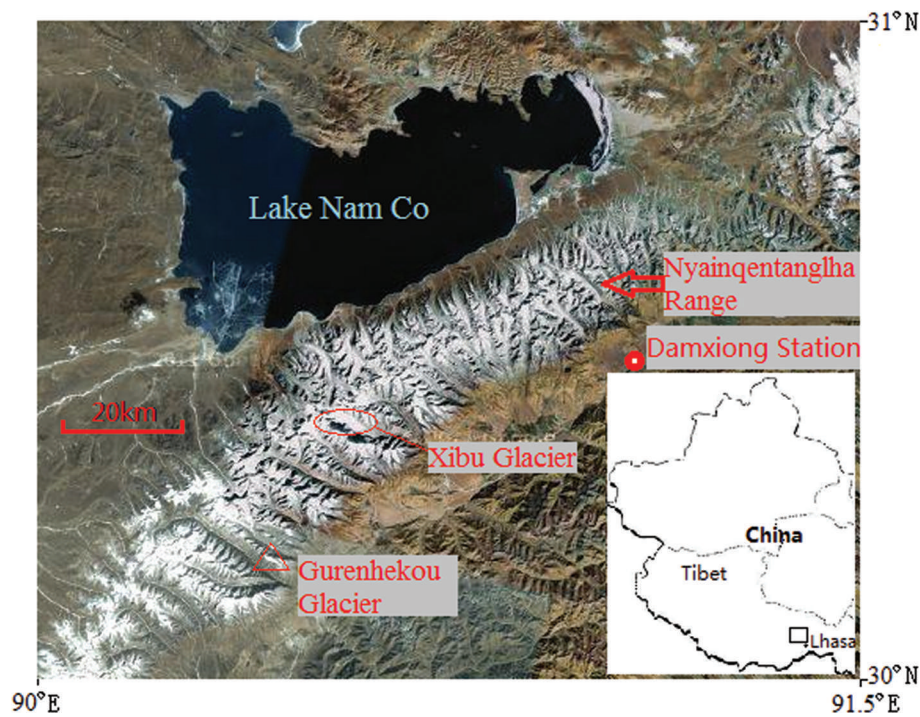 31°N
Lake Nam Co
Nyainqentanglha
Range
Damxiong Station
20km
Xibu Glacier
China
Tibet
Gurenhekou
Glacier
Lhasa
30°N
90°E
91.5°E